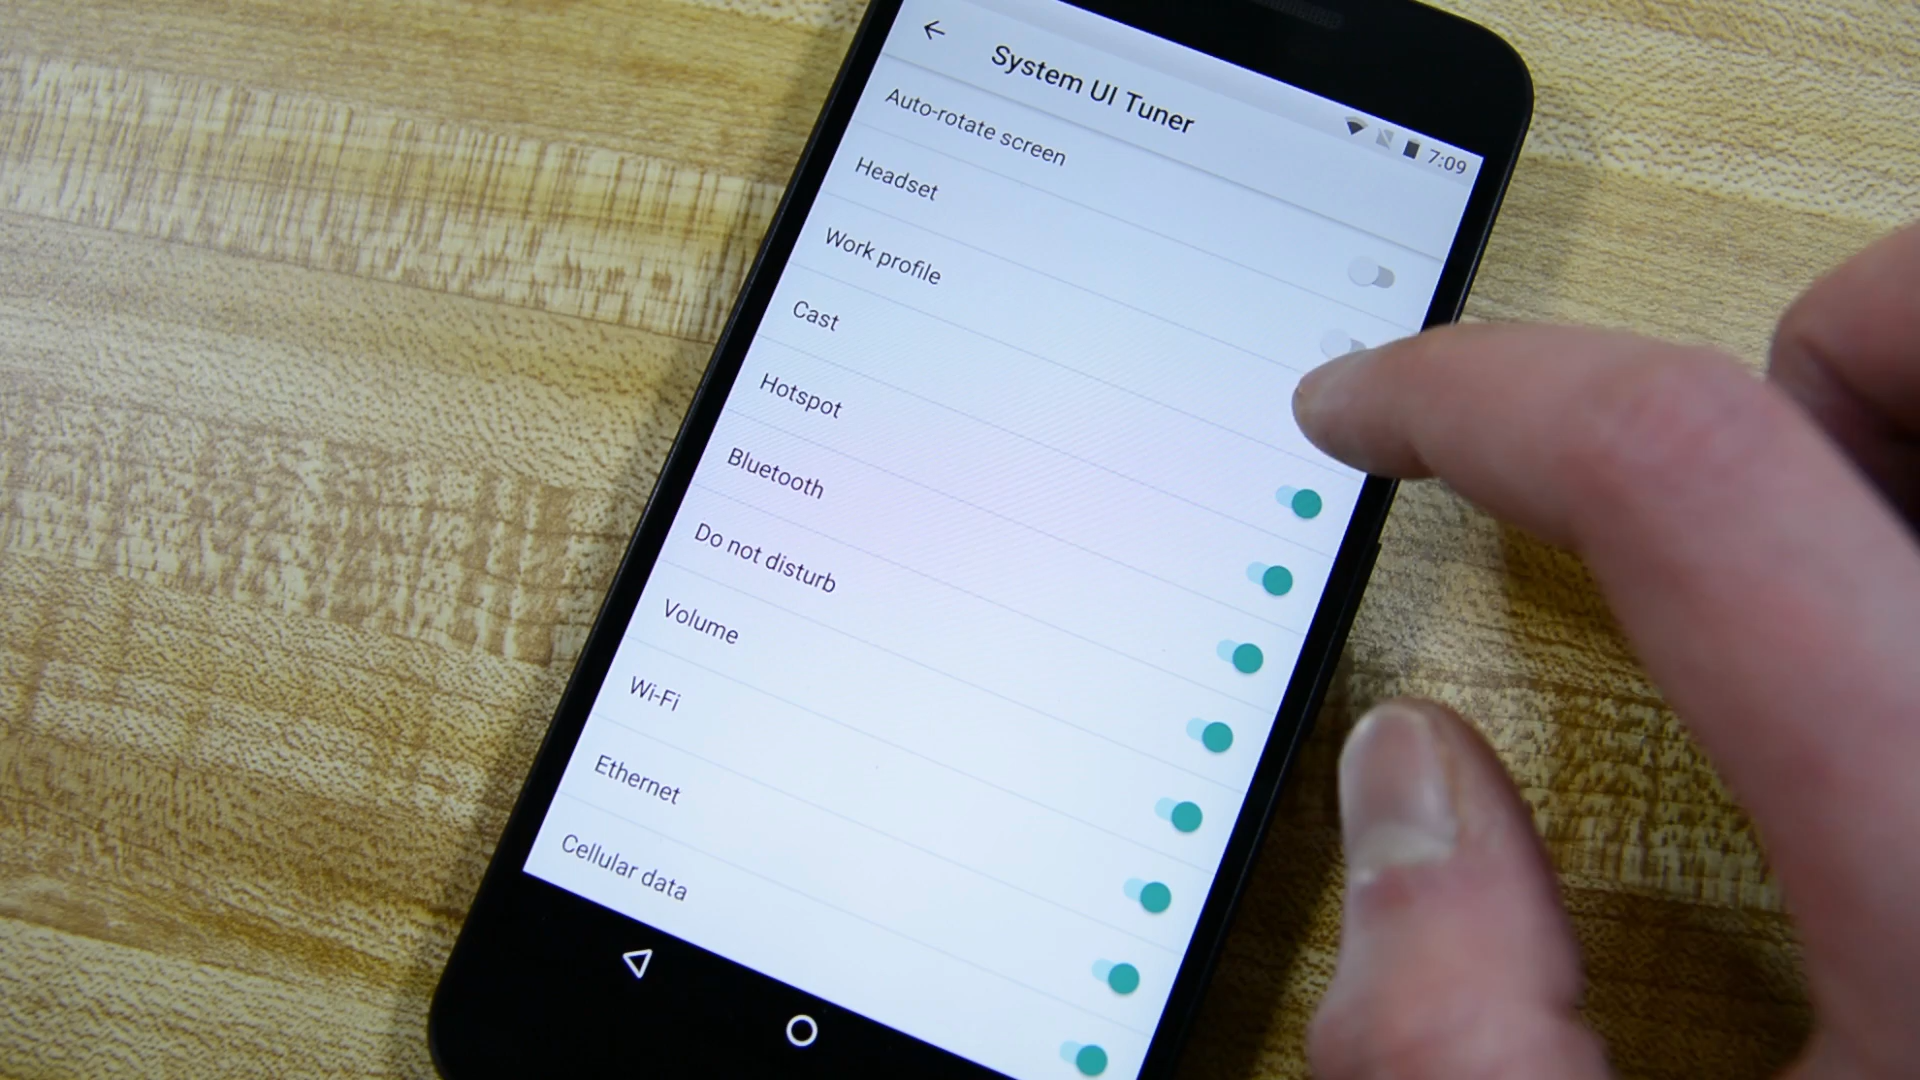 System UI Tuner
7:09
Auto-rotate screen
Headset
Work profile
Cast
Hotspot
Bluetooth
Do not disturb
Volume
Wi-Fi
Ethernet
Cellular data